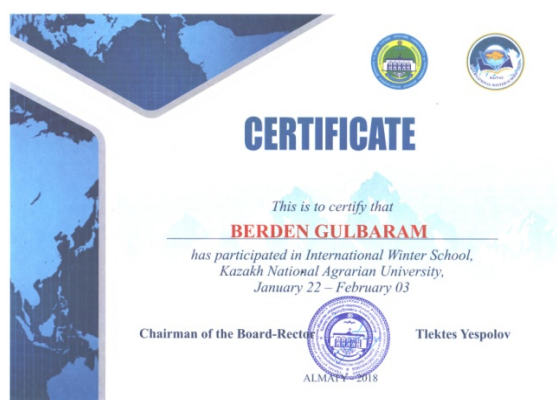 CERTIFICATE
This is to certify that
BERDEN GULBARAM
has participated in International Winter School,
Kazakh National Agrarian University,
January 22 – February 03
Chairman of the Board-Rector Tlektes Yespolov
ALMATY - 2018